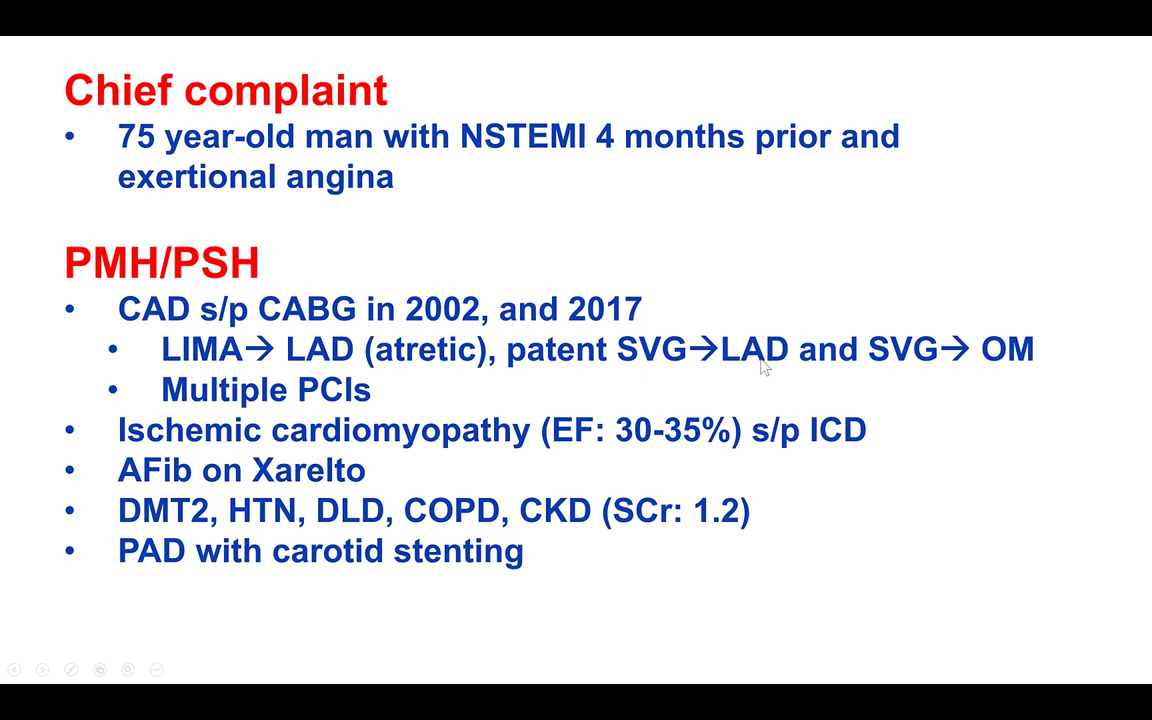 Chief complaint
• 75 year-old man with NSTEMI 4 months prior and
exertional angina
PMH/PSH
• CAD s/p CABG in 2002, and 2017
• LIMA→ LAD (atretic), patent SVG→LAD and SVG→ OM
• Multiple PCIs
• Ischemic cardiomyopathy (EF: 30-35%) s/p ICD
• AFib on Xarelto
• DMT2, HTN, DLD, COPD, CKD (SCr: 1.2)
• PAD with carotid stenting